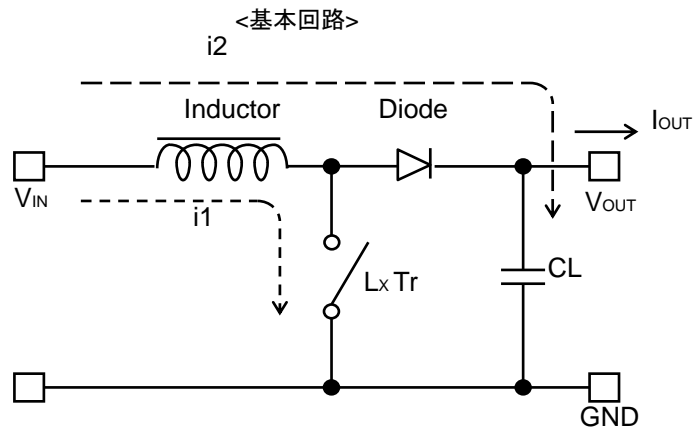 <基本回路>
i2
Inductor
Diode
IOUT
VIN
i1
VOUT
LX Tr
CL
GND